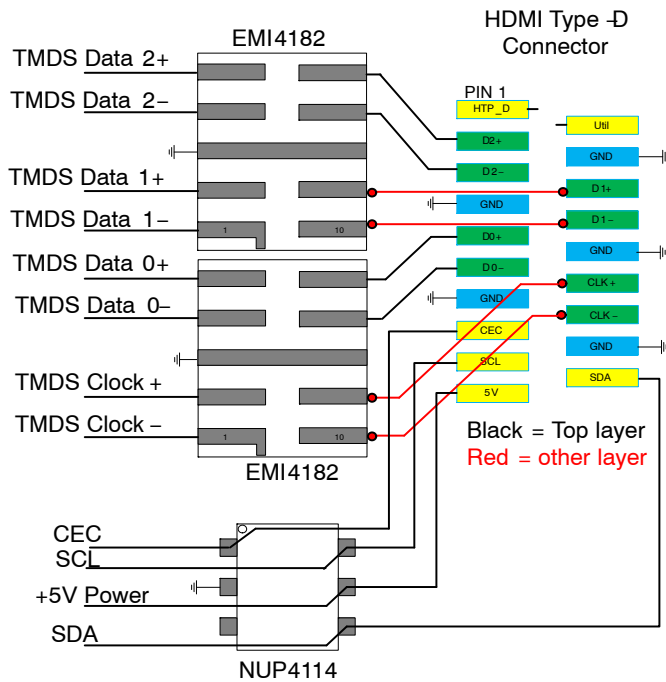 EMI4182
HDMI Type -D
Connector
TMDS Data 2+
TMDS Data 2-
TMDS Data 1+
TMDS Data 1-
1
10
TMDS Data 0+
TMDS Data 0-
TMDS Clock +
TMDS Clock -
1
10
EMI4182
PIN 1
HTP_D
D2+
D2-
GND
D0+
D0-
GND
CEC
SCL
5V
Util
GND
D1+
D1-
GND
CLK+
CLK-
GND
SDA
Black = Top layer
Red = other layer
CEC
SCL
+5V Power
SDA
NUP4114